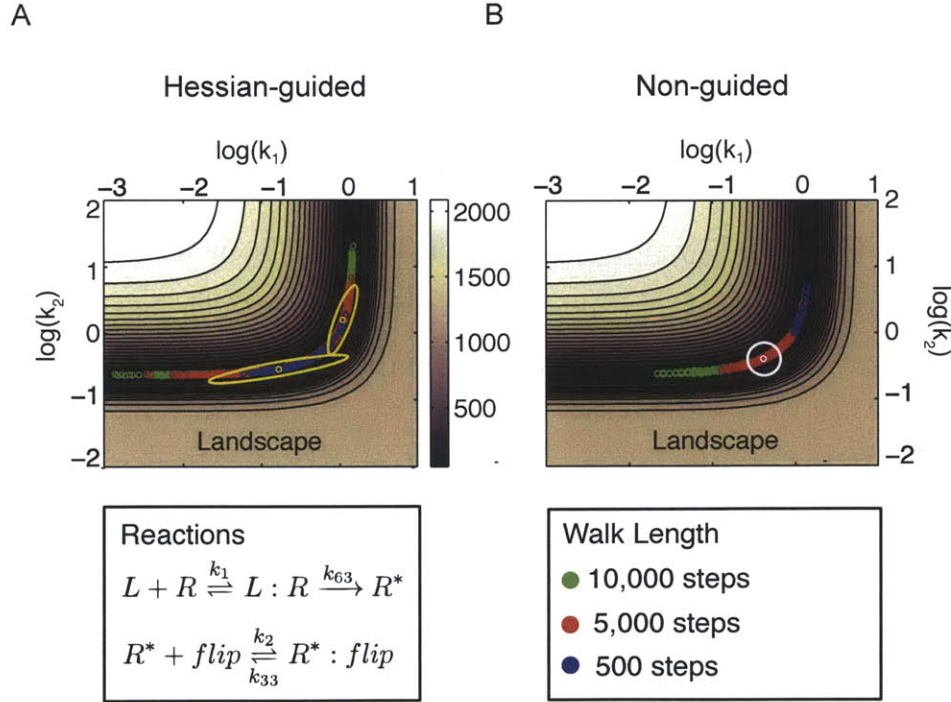 A
B
Hessian-guided
Non-guided
log(k₁)
log(k₁)
−3 −2 −1 0 1
−3 −2 −1 0 1
2
1
0
−1
−2
log(k₂)
2000
1500
1000
500
2
1
0
-1
-2
log(k₂)
Landscape
Landscape
Reactions
L + R ⇌ L : R → R*
k₁
k₆₃
R* + flip ⇌ R* : flip
k₂
k₃₃
Walk Length
10,000 steps
5,000 steps
500 steps